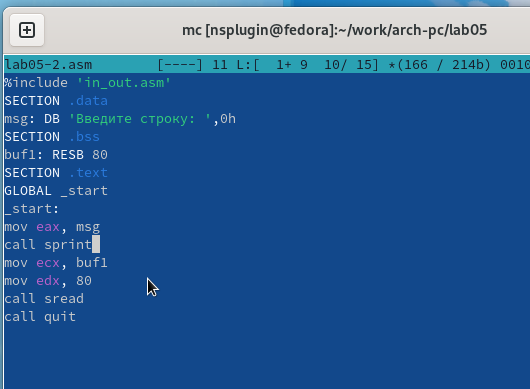 mc [nsplugin@fedora]:~/work/arch-pc/lab05
lab05-2.asm [----] 11 L:[ 1+ 9 10/ 15] *(166 / 214b) 0010
%include 'in_out.asm'
SECTION .data
msg: DB 'Введите строку: ',0h
SECTION .bss
buf1: RESB 80
SECTION .text
GLOBAL _start
_start:
mov eax, msg
call sprint
mov ecx, buf1
mov edx, 80
call sread
call quit